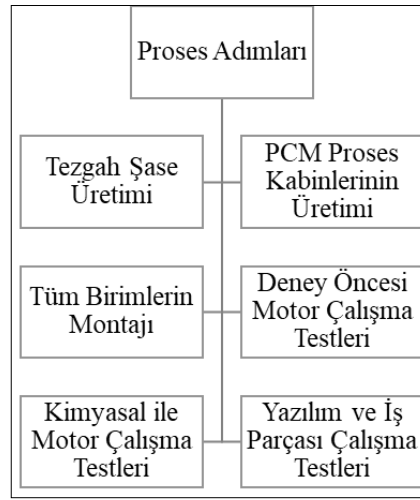 Proses Adımları
Tezgah Şase
Üretimi
PCM Proses
Kabinlerinin
Üretimi
Tüm Birimlerin
Montajı
Deney Öncesi
Motor Çalışma
Testleri
Kimyasal ile
Motor Çalışma
Testleri
Yazılım ve İş
Parçası Çalışma
Testleri